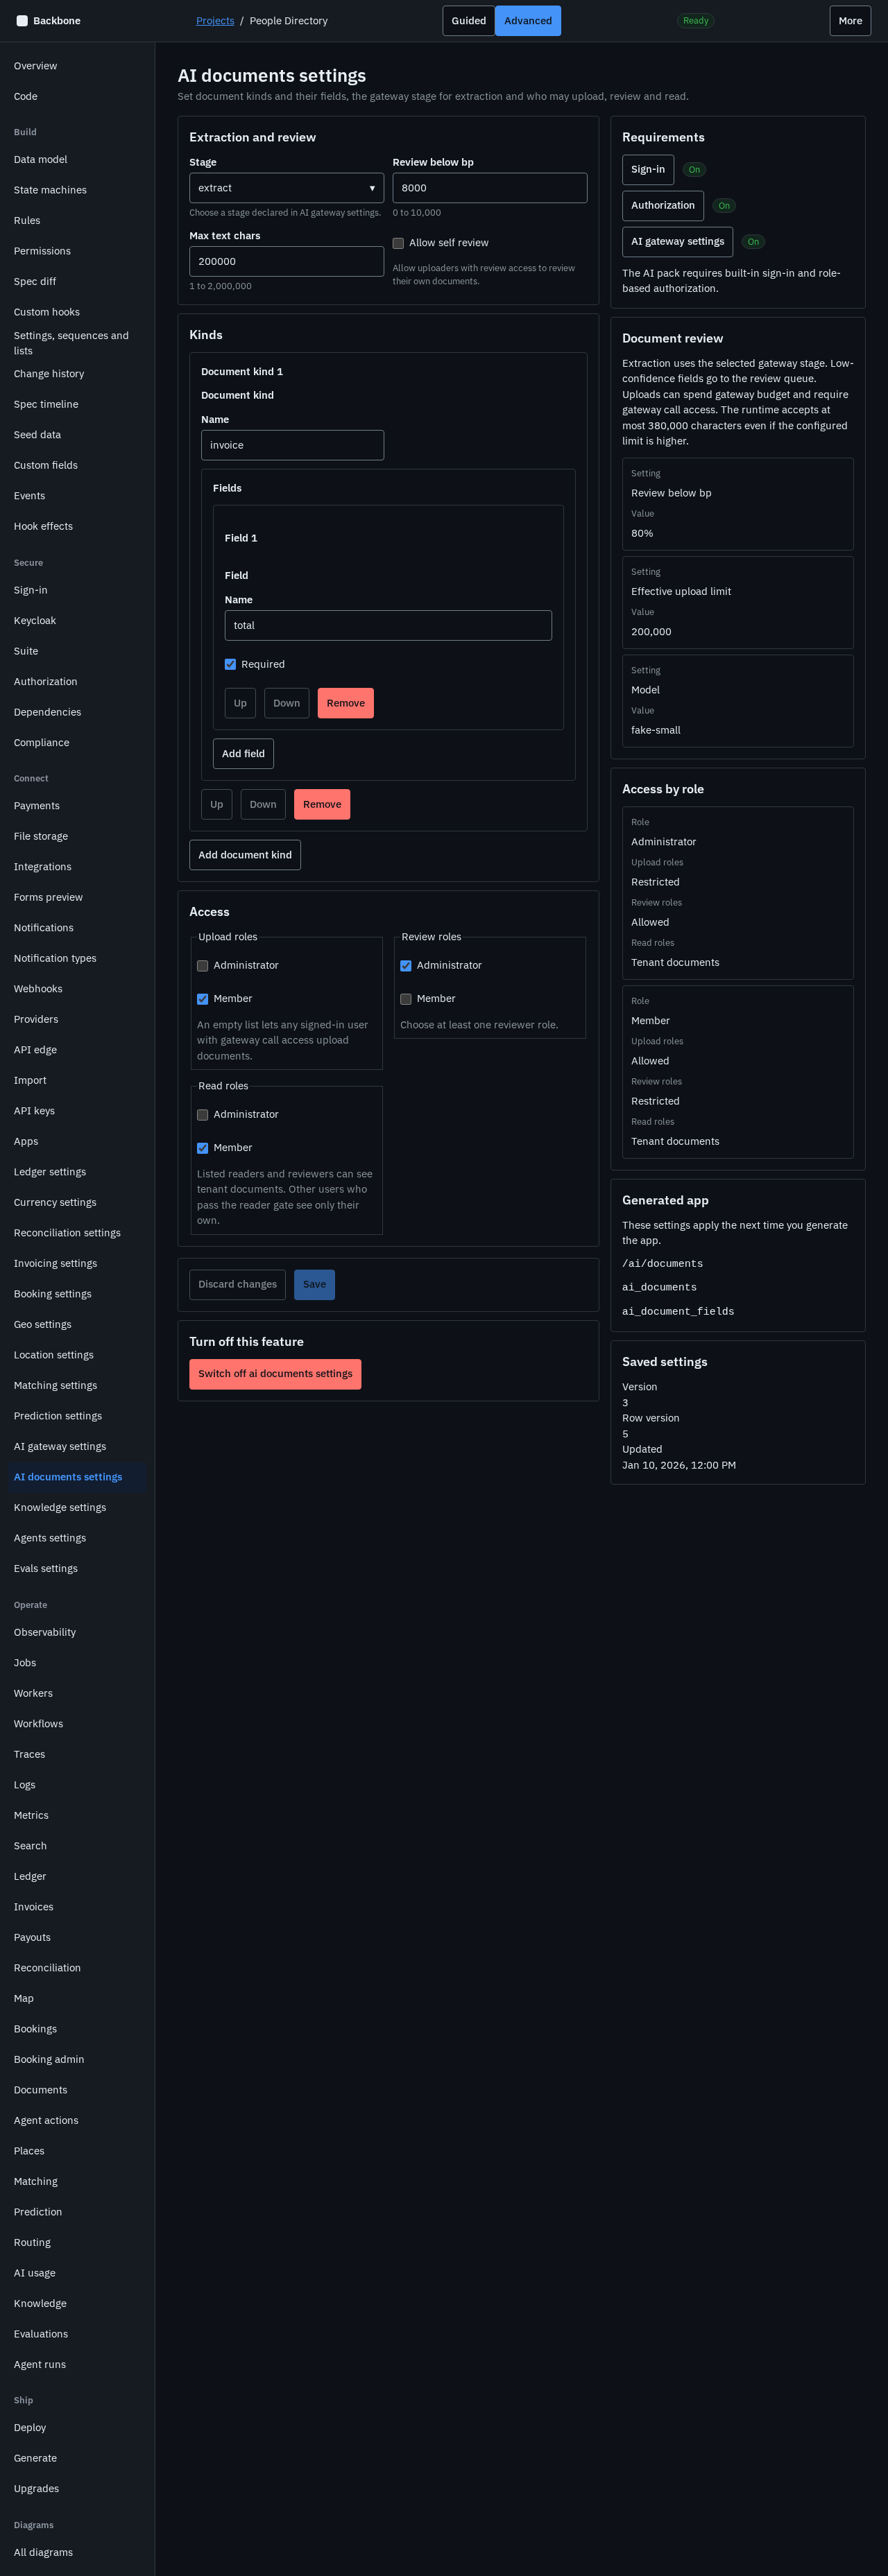 Backbone
Projects / People Directory
Guided
Advanced
Ready
More
Overview
Code
Build
Data model
State machines
Rules
Permissions
Spec diff
Custom hooks
Settings, sequences and
lists
Change history
Spec timeline
Seed data
Custom fields
Events
Hook effects
Secure
Sign-in
Keycloak
Suite
Authorization
Dependencies
Compliance
Connect
Payments
File storage
Integrations
Forms preview
Notifications
Notification types
Webhooks
Providers
API edge
Import
API keys
Apps
Ledger settings
Currency settings
Reconciliation settings
Invoicing settings
Booking settings
Geo settings
Location settings
Matching settings
Prediction settings
AI gateway settings
AI documents settings
Knowledge settings
Agents settings
Evals settings
Operate
Observability
Jobs
Workers
Workflows
Traces
Logs
Metrics
Search
Ledger
Invoices
Payouts
Reconciliation
Map
Bookings
Booking admin
Documents
Agent actions
Places
Matching
Prediction
Routing
AI usage
Knowledge
Evaluations
Agent runs
Ship
Deploy
Generate
Upgrades
Diagrams
All diagrams
AI documents settings
Set document kinds and their fields, the gateway stage for extraction and who may upload, review and read.
Extraction and review
Stage
extract
Choose a stage declared in AI gateway settings.
Review below bp
8000
0 to 10,000
Max text chars
200000
1 to 2,000,000
Allow self review
Allow uploaders with review access to review
their own documents.
Kinds
Document kind 1
Document kind
Name
invoice
Fields
Field 1
Field
Name
total
Required
Up
Down
Remove
Add field
Up
Down
Remove
Add document kind
Access
Upload roles
Administrator
Member
An empty list lets any signed-in user
with gateway call access upload
documents.
Review roles
Administrator
Member
Choose at least one reviewer role.
Read roles
Administrator
Member
Listed readers and reviewers can see
tenant documents. Other users who
pass the reader gate see only their
own.
Discard changes
Save
Turn off this feature
Switch off ai documents settings
Requirements
Sign-in
On
Authorization
On
AI gateway settings
On
The AI pack requires built-in sign-in and role-
based authorization.
Document review
Extraction uses the selected gateway stage. Low-
confidence fields go to the review queue.
Uploads can spend gateway budget and require
gateway call access. The runtime accepts at
most 380,000 characters even if the configured
limit is higher.
Setting
Review below bp
Value
80%
Setting
Effective upload limit
Value
200,000
Setting
Model
Value
fake-small
Access by role
Role
Administrator
Upload roles
Restricted
Review roles
Allowed
Read roles
Tenant documents
Role
Member
Upload roles
Allowed
Review roles
Restricted
Read roles
Tenant documents
Generated app
These settings apply the next time you generate
the app.
/ai/documents
ai_documents
ai_document_fields
Saved settings
Version
3
Row version
5
Updated
Jan 10, 2026, 12:00 PM